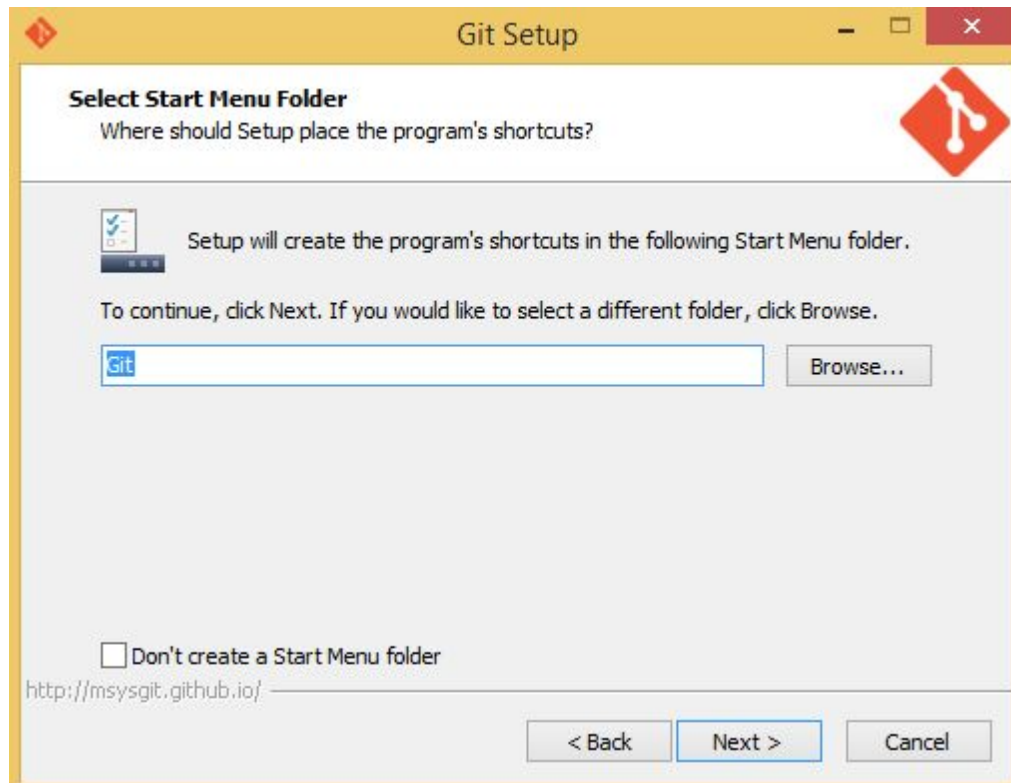 Git Setup
Select Start Menu Folder
Where should Setup place the program's shortcuts?
Setup will create the program's shortcuts in the following Start Menu folder.
To continue, click Next. If you would like to select a different folder, click Browse.
Git
Browse...
Don't create a Start Menu folder
http://msysgit.github.io/
< Back
Next >
Cancel